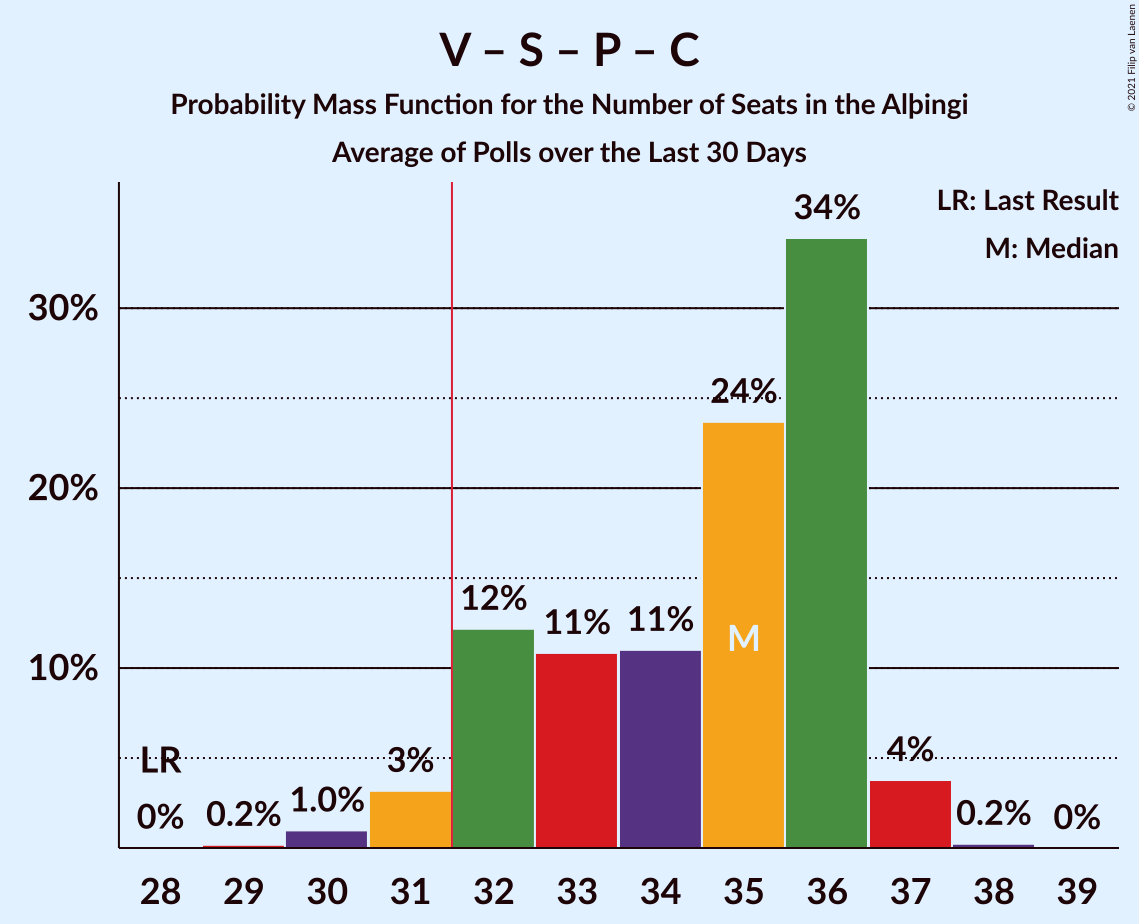 V – S – P – C
Probability Mass Function for the Number of Seats in the Alþingi
Average of Polls over the Last 30 Days
© 2021 Filip van Laenen
LR: Last Result
M: Median
34%
30%
24%
20%
12%
11%
11%
M
10%
LR
3%
4%
0%
0.2%
1.0%
0.2%
0%
28 29 30 31 32 33 34 35 36 37 38 39